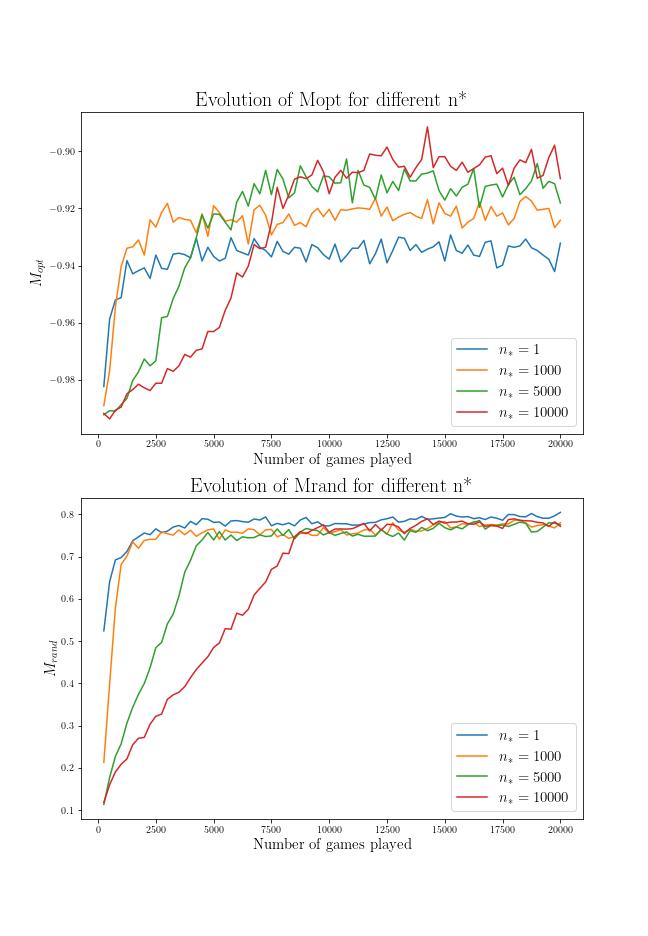 Evolution of Mopt for different n*
−0.90
−0.92
−0.94
−0.96
−0.98
M_opt
0 2500 5000 7500 10000 12500 15000 17500 20000
Number of games played
n_* = 1
n_* = 1000
n_* = 5000
n_* = 10000
Evolution of Mrand for different n*
0.8
0.7
0.6
0.5
0.4
0.3
0.2
0.1
M_rand
0 2500 5000 7500 10000 12500 15000 17500 20000
Number of games played
n_* = 1
n_* = 1000
n_* = 5000
n_* = 10000